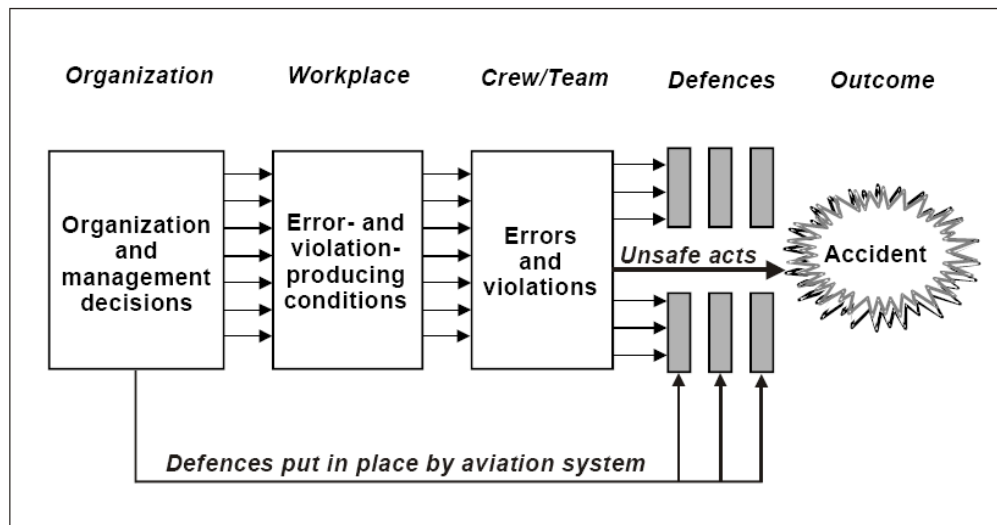 Organization
Workplace
Crew/Team
Defences
Outcome
Organization
and
management
decisions
Error- and
violation-
producing
conditions
Errors
and
violations
Unsafe acts
Accident
Defences put in place by aviation system